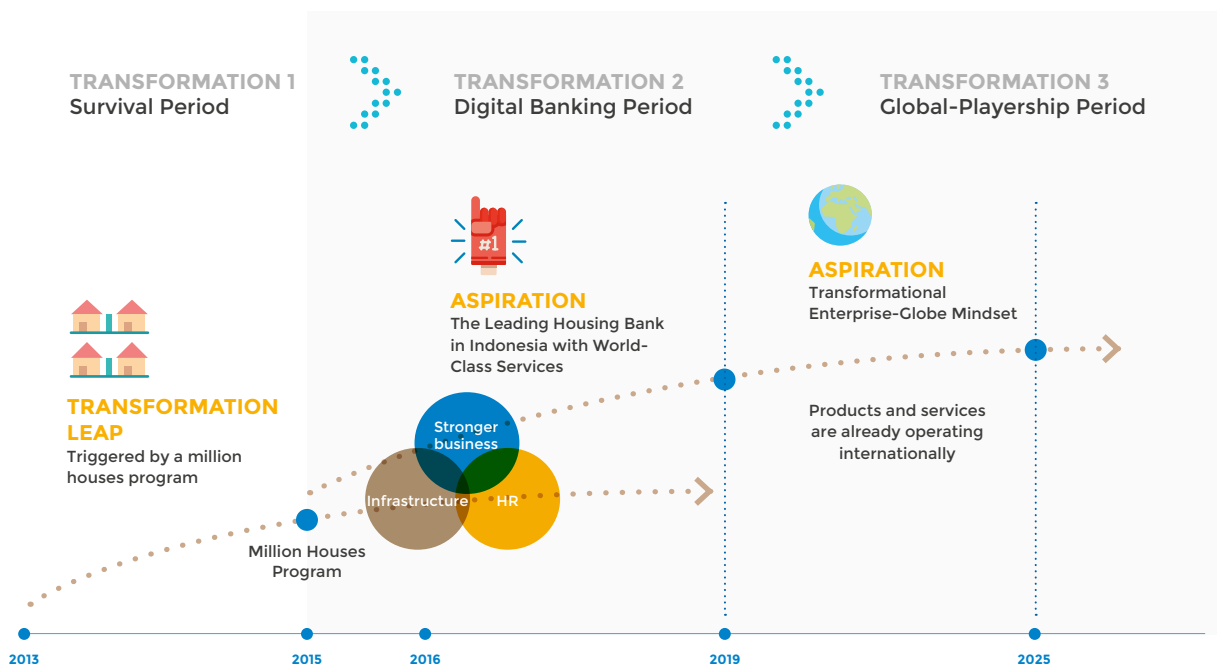 TRANSFORMATION 1
Survival Period
TRANSFORMATION 2
Digital Banking Period
TRANSFORMATION 3
Global-Playership Period
#1
ASPIRATION
The Leading Housing Bank
in Indonesia with World-
Class Services
ASPIRATION
Transformational
Enterprise-Globe Mindset
TRANSFORMATION
LEAP
Triggered by a million
houses program
Stronger
business
Infrastructure
HR
Products and services
are already operating
internationally
Million Houses
Program
2013
2015
2016
2019
2025